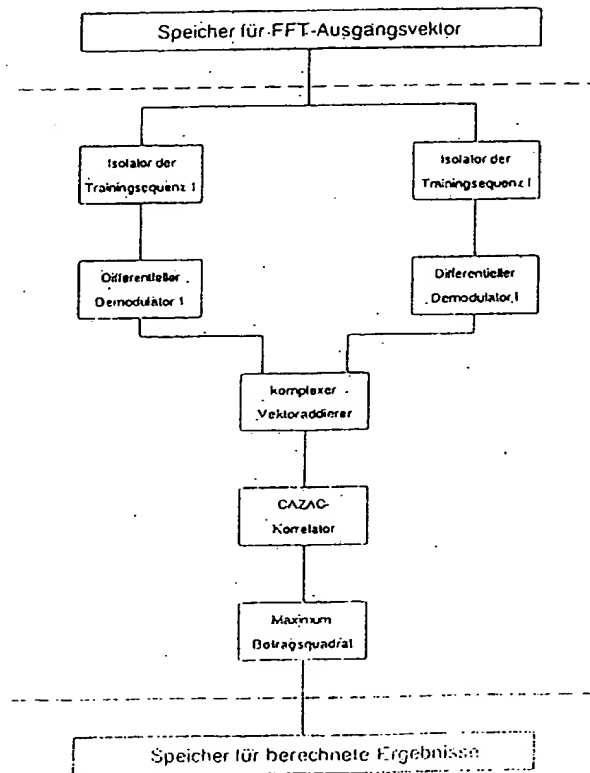 Speicher für FFT-Ausgangsvektor
Isolator der
Trainingsequenz 1
Isolator der
Trainingsequenz I
Differentieller
Demodulator 1
Differentieller
Demodulator I
komplexer
Vektoraddierer
CAZAC-
Korrelator
Maximum
Betragsquadrat
Speicher für berechnete Ergebnisse